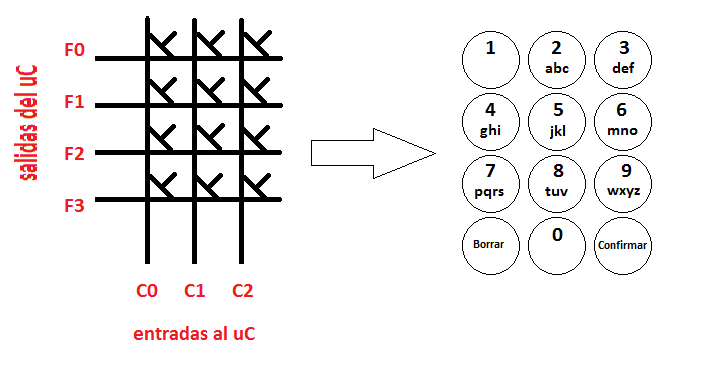 salidas del uC
F0
F1
F2
F3
C0 C1 C2
entradas al uC
1 2 3
abc def
4 5 6
ghi jkl mno
7 8 9
pqrs tuv wxyz
Borrar 0 Confirmar